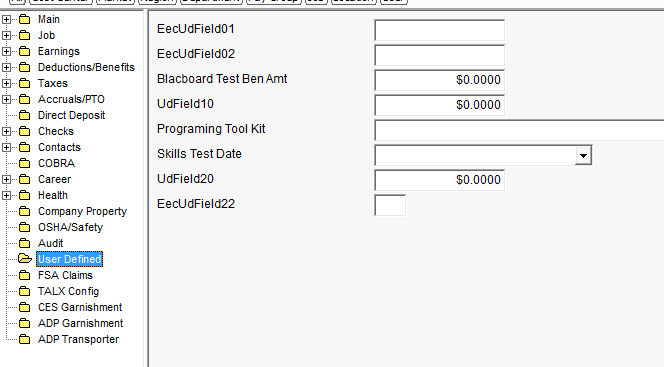 Main
Job
Earnings
Deductions/Benefits
Taxes
Accruals/PTO
Direct Deposit
Checks
Contacts
COBRA
Career
Health
Company Property
OSHA/Safety
Audit
User Defined
FSA Claims
TALX Config
CES Garnishment
ADP Garnishment
ADP Transporter
EecUdField01
EecUdField02
Blacboard Test Ben Amt $0.0000
UdField10 $0.0000
Programing Tool Kit
Skills Test Date
UdField20 $0.0000
EecUdField22